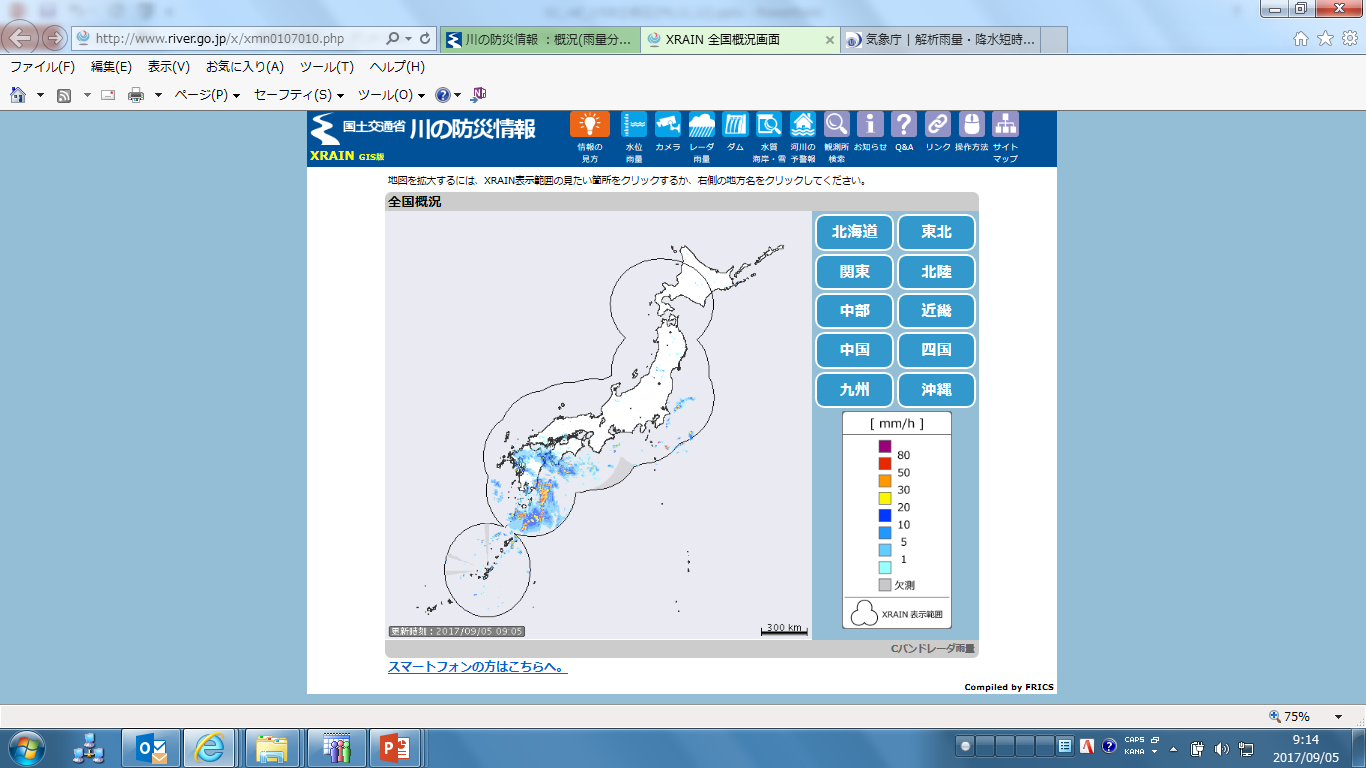 http://www.river.go.jp/x/xmn0107010.php
川の防災情報 : 概況(雨量分...
XRAIN 全国概況画面
気象庁 | 解析雨量・降水短時...
ファイル(F) 編集(E) 表示(V) お気に入り(A) ツール(T) ヘルプ(H)
ページ(P) セーフティ(S) ツール(O)
国土交通省 川の防災情報
XRAIN GIS版
情報の見方
水位雨量
カメラ
レーダ雨量
ダム
水質海岸・雪
河川の予警報
観測所検索
お知らせ
Q&A
リンク
操作方法
サイトマップ
地図を拡大するには、XRAIN表示範囲の見たい箇所をクリックするか、右側の地方名をクリックしてください。
全国概況
北海道 東北
関東 北陸
中部 近畿
中国 四国
九州 沖縄
[ mm/h ]
80
50
30
20
10
5
1
欠測
XRAIN 表示範囲
更新時刻：2017/09/05 09:05
300 km
Cバンドレーダ雨量
スマートフォンの方はこちらへ。
Compiled by FRICS
75%
CAPS
KANA
9:14
2017/09/05